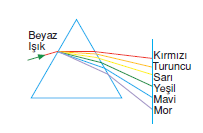 Beyaz
Işık
Kırmızı
Turuncu
Sarı
Yeşil
Mavi
Mor